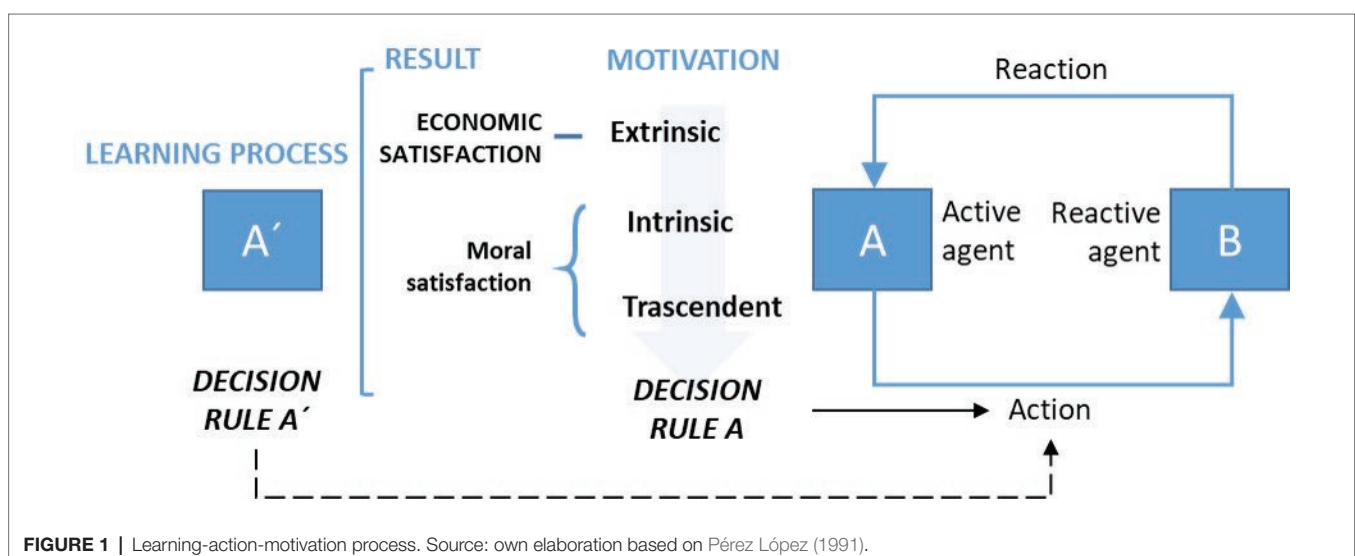 RESULT
MOTIVATION
Reaction
ECONOMIC
SATISFACTION
Extrinsic
LEARNING PROCESS
A´
Moral
satisfaction
Intrinsic
Trascendent
A
Active
agent
Reactive
agent
B
DECISION
RULE A´
DECISION
RULE A
Action
FIGURE 1 | Learning-action-motivation process. Source: own elaboration based on Pérez López (1991).